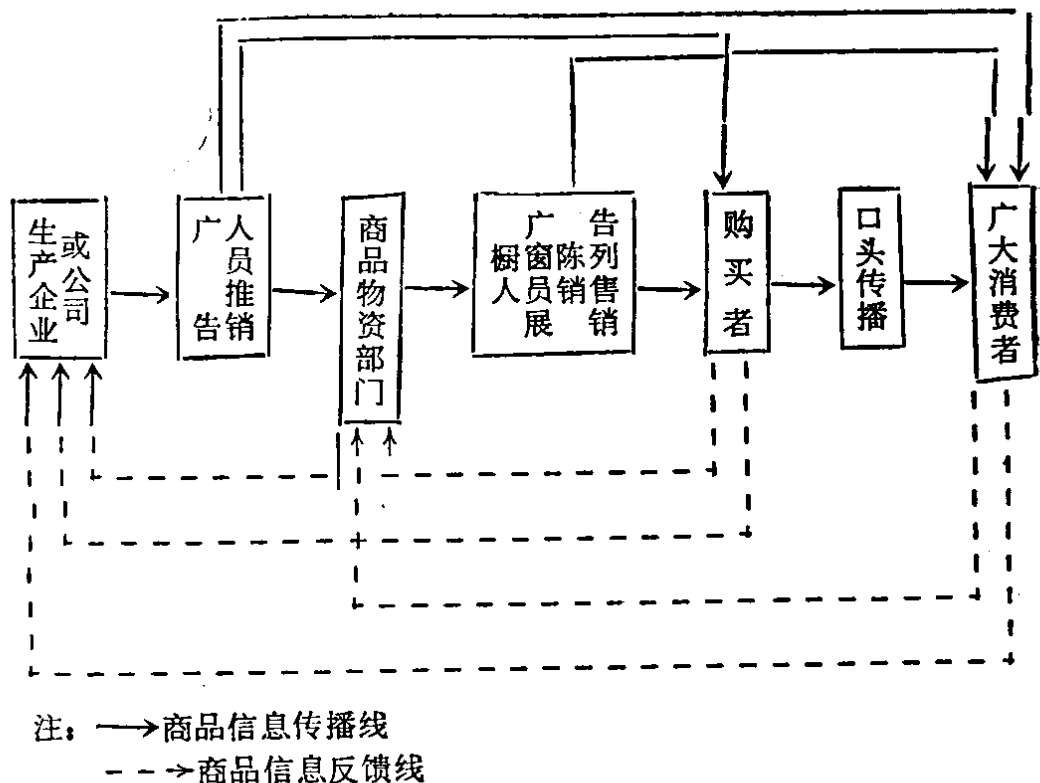 生产企业
或公司
广告
人员推销
商品物资部门
广告
橱窗陈列
人员销售
展销
购买者
口头传播
广大消费者
注：⟶商品信息传播线
- - -→商品信息反馈线